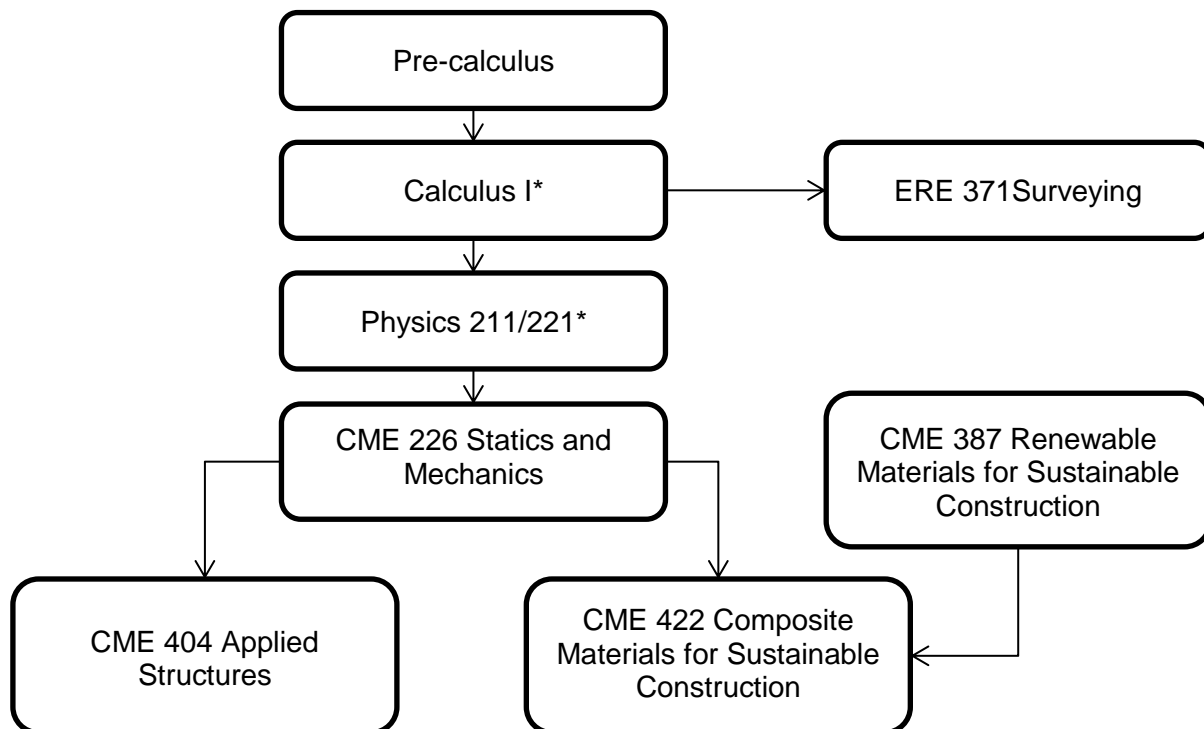 Pre-calculus
Calculus I*
ERE 371Surveying
Physics 211/221*
CME 226 Statics and
Mechanics
CME 387 Renewable
Materials for Sustainable
Construction
CME 404 Applied
Structures
CME 422 Composite
Materials for Sustainable
Construction